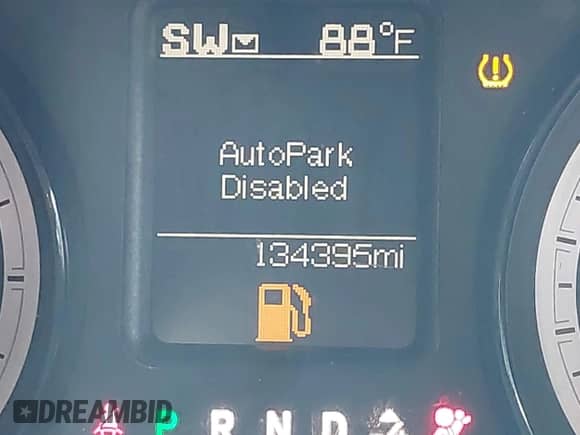 SW 88°F
AutoPark
Disabled
134395mi
P R N D
DREAMBID